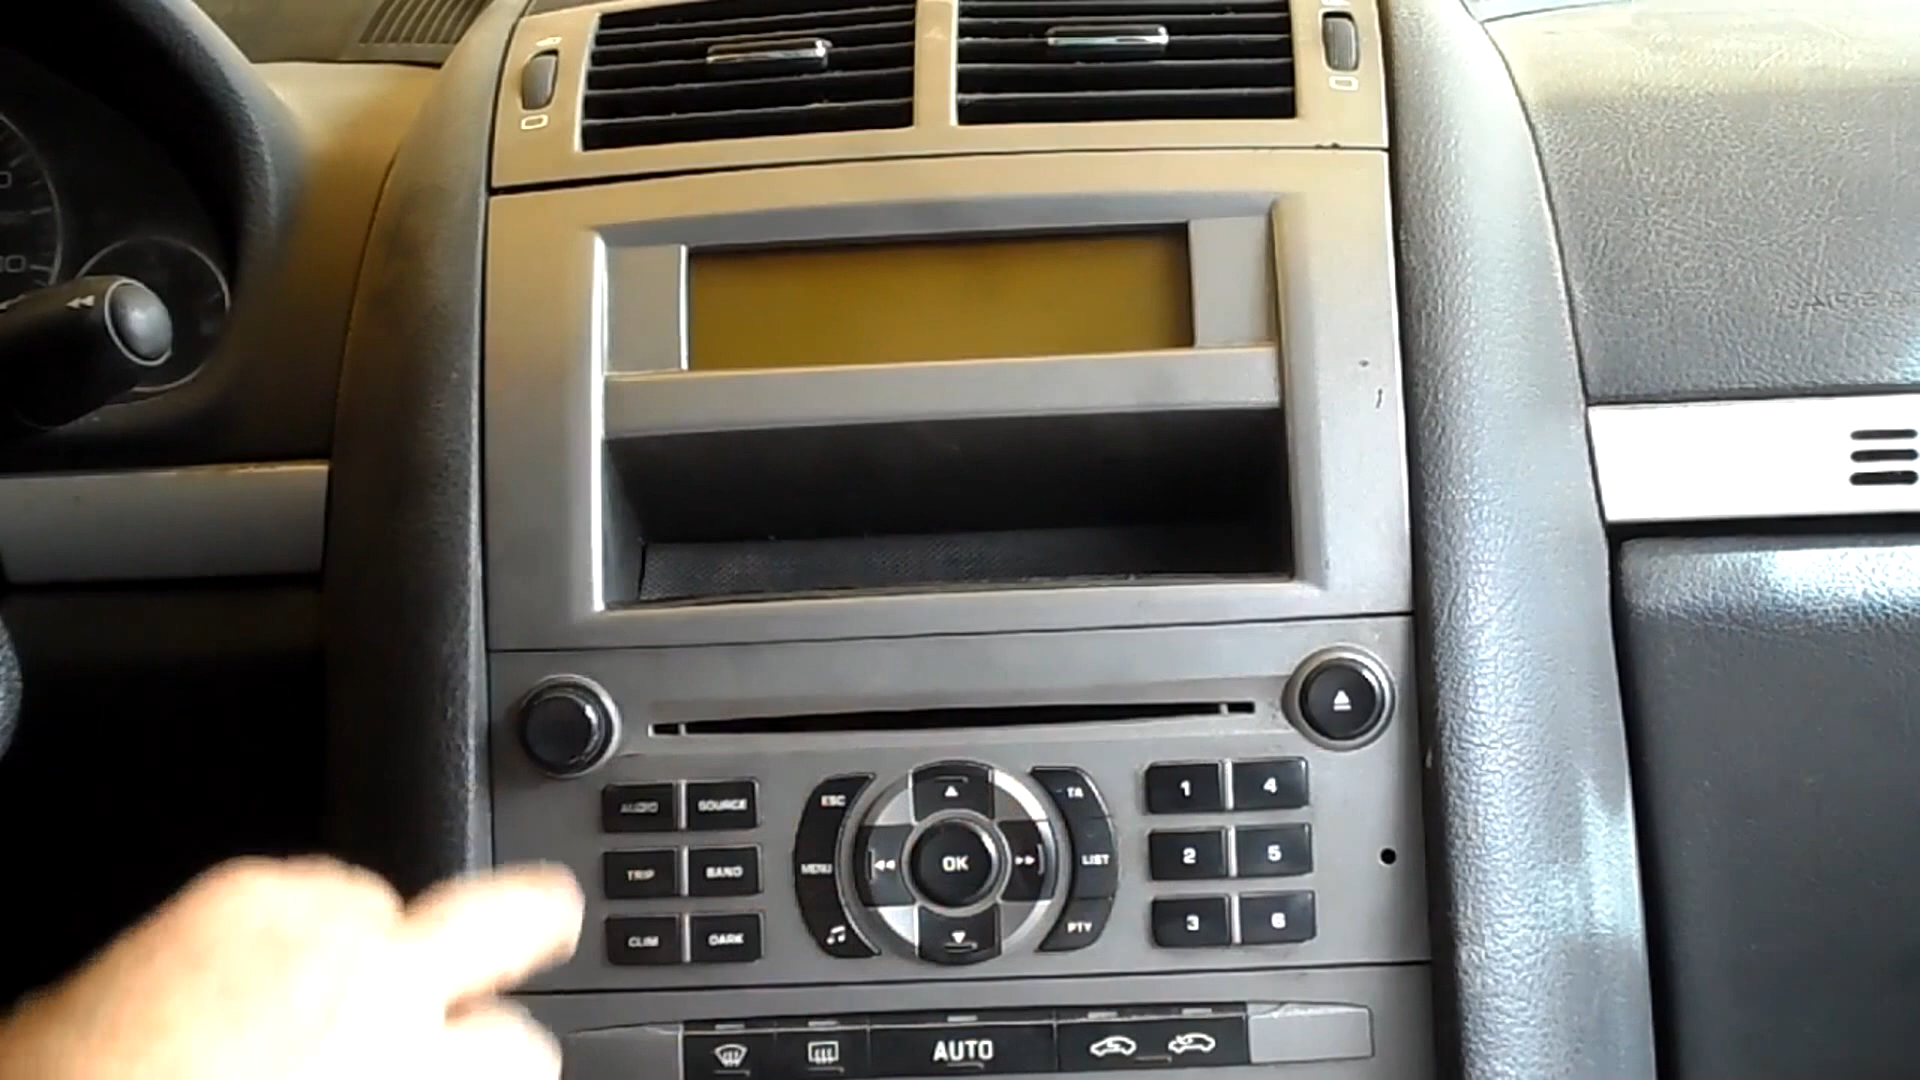 AUDIO SOURCE
TRIP BAND
CLIM DARK
ESC
MENU
OK
TA
LIST
PTY
1 4
2 5
3 6
AUTO